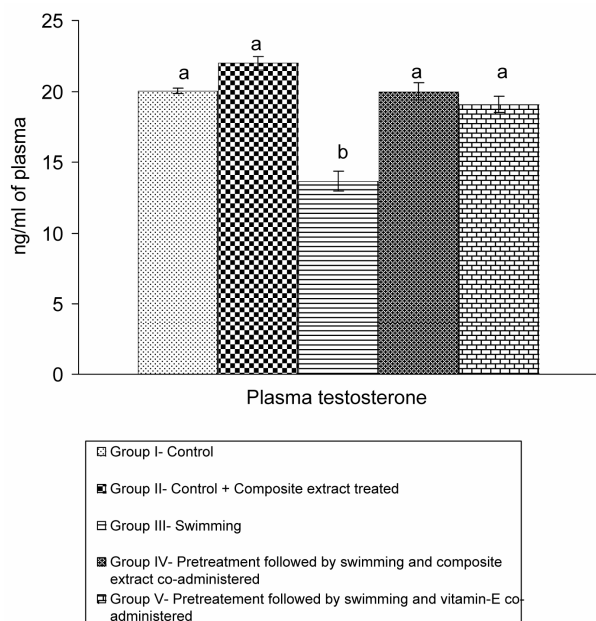 25
20
15
10
5
0
ng/ml of plasma
a
a
b
a
a
Plasma testosterone
Group I- Control
Group II- Control + Composite extract treated
Group III- Swimming
Group IV- Pretreatment followed by swimming and composite
extract co-administered
Group V- Pretreatement followed by swimming and vitamin-E co-
administered